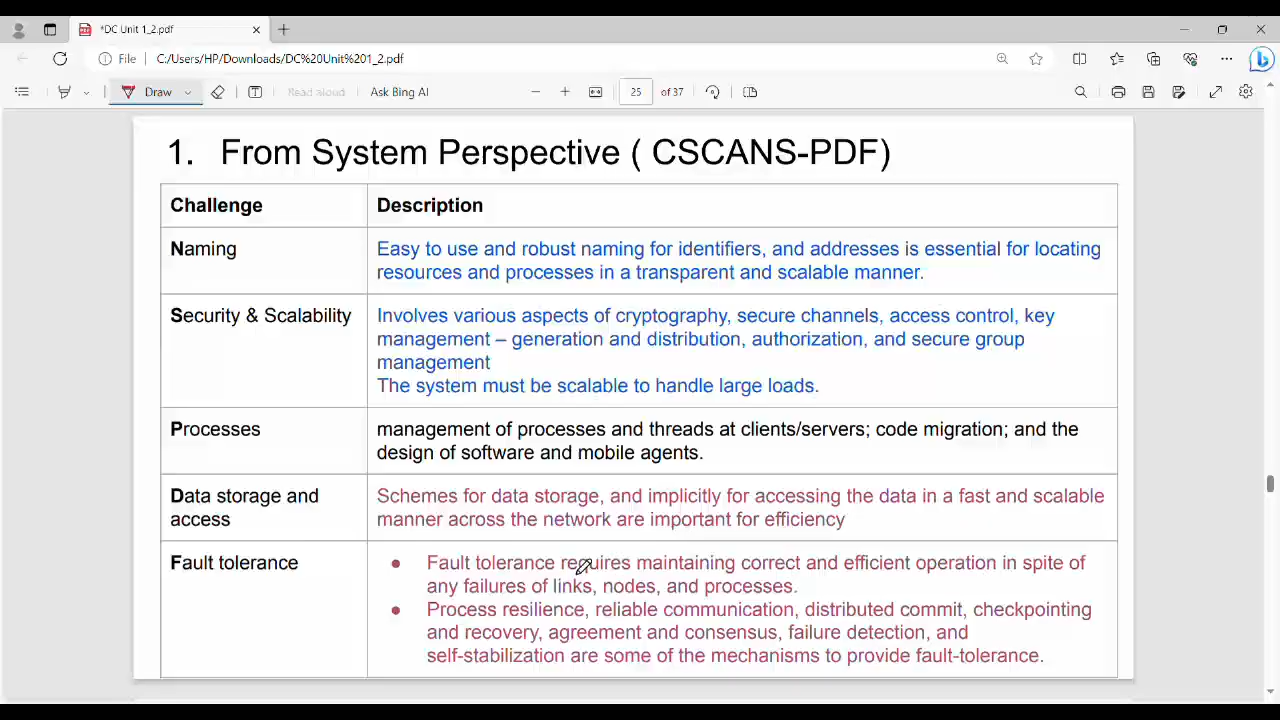 *DC Unit 1_2.pdf
File
C:/Users/HP/Downloads/DC%20Unit%201_2.pdf
Draw
Read aloud
Ask Bing AI
25
of 37
1. From System Perspective ( CSCANS-PDF)
Challenge
Description
Naming
Easy to use and robust naming for identifiers, and addresses is essential for locating
resources and processes in a transparent and scalable manner.
Security & Scalability
Involves various aspects of cryptography, secure channels, access control, key
management – generation and distribution, authorization, and secure group
management
The system must be scalable to handle large loads.
Processes
management of processes and threads at clients/servers; code migration; and the
design of software and mobile agents.
Data storage and
access
Schemes for data storage, and implicitly for accessing the data in a fast and scalable
manner across the network are important for efficiency
Fault tolerance
● Fault tolerance requires maintaining correct and efficient operation in spite of
any failures of links, nodes, and processes.
● Process resilience, reliable communication, distributed commit, checkpointing
and recovery, agreement and consensus, failure detection, and
self-stabilization are some of the mechanisms to provide fault-tolerance.